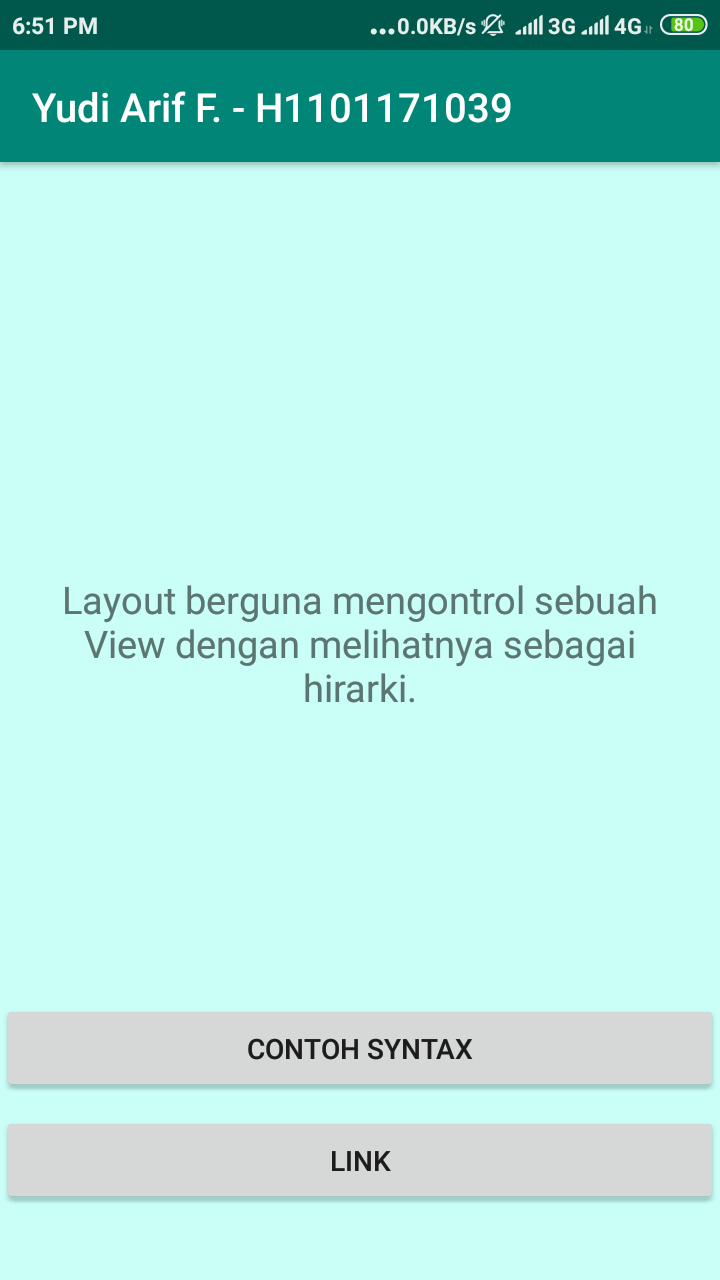 6:51 PM ...0.0KB/s 3G 4G 80
Yudi Arif F. - H1101171039
Layout berguna mengontrol sebuah
View dengan melihatnya sebagai
hirarki.
CONTOH SYNTAX
LINK